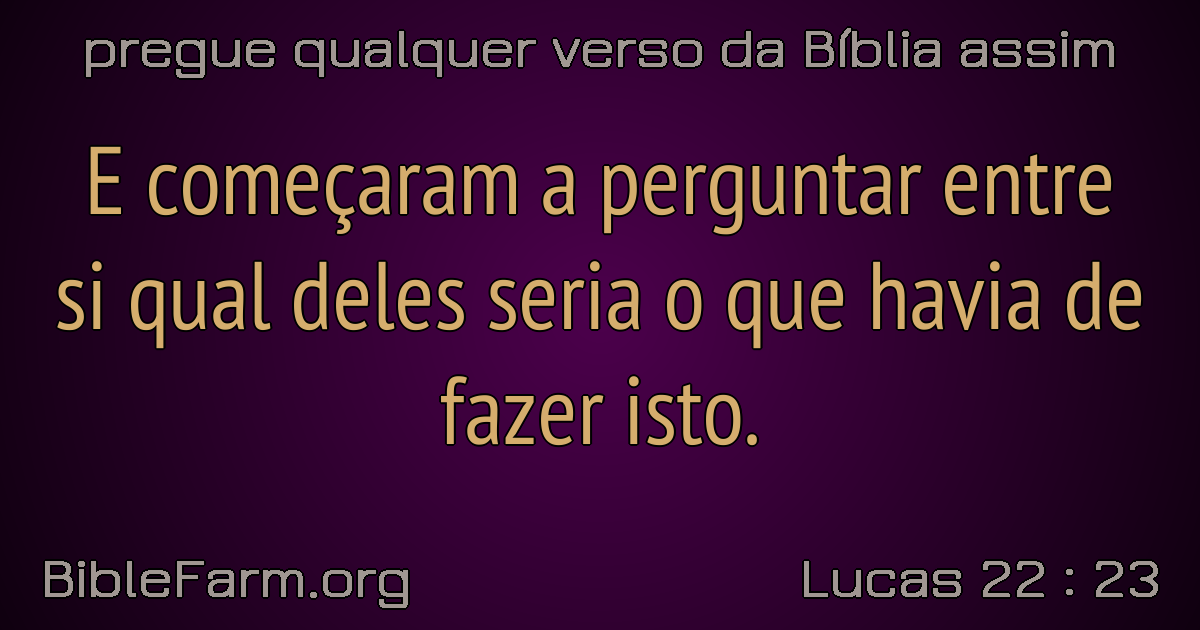 pregue qualquer verso da Bíblia assim
E começaram a perguntar entre
si qual deles seria o que havia de
fazer isto.
BibleFarm.org
Lucas 22 : 23